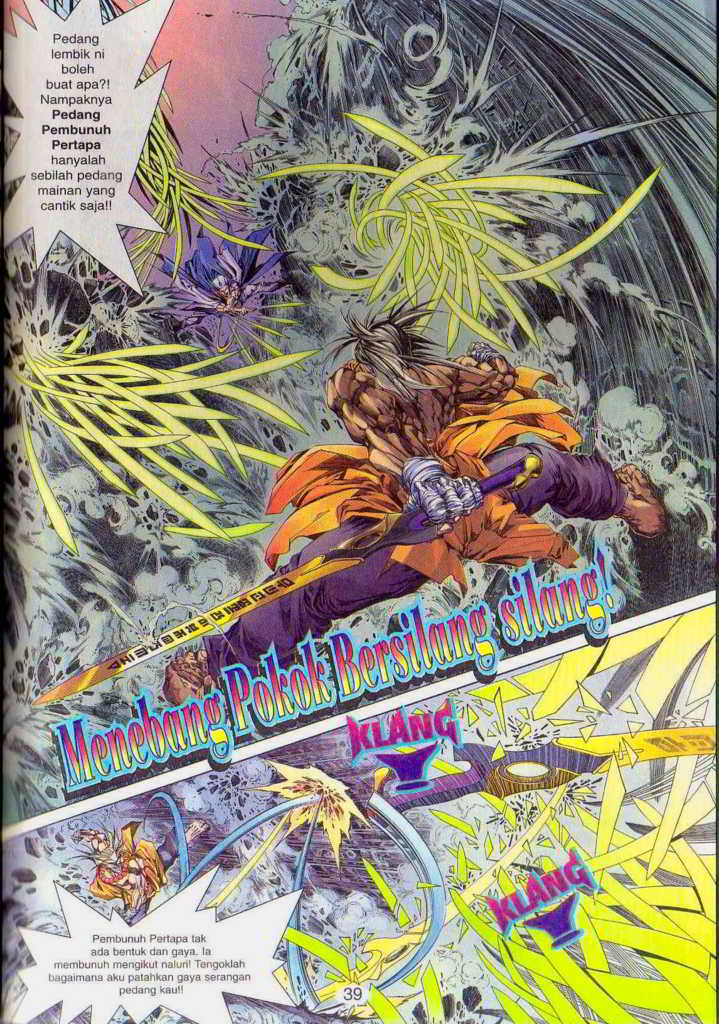 Pedang
lembik ni
boleh
buat apa?!
Nampaknya
Pedang
Pembunuh
Pertapa
hanyalah
sebilah pedang
mainan yang
cantik saja!!
Menebang Pokok Bersilang silang!
KLANG
KLANG
Pembunuh Pertapa tak
ada bentuk dan gaya. Ia
membunuh mengikut naluri! Tengoklah
bagaimana aku patahkan gaya serangan
pedang kau!!
39